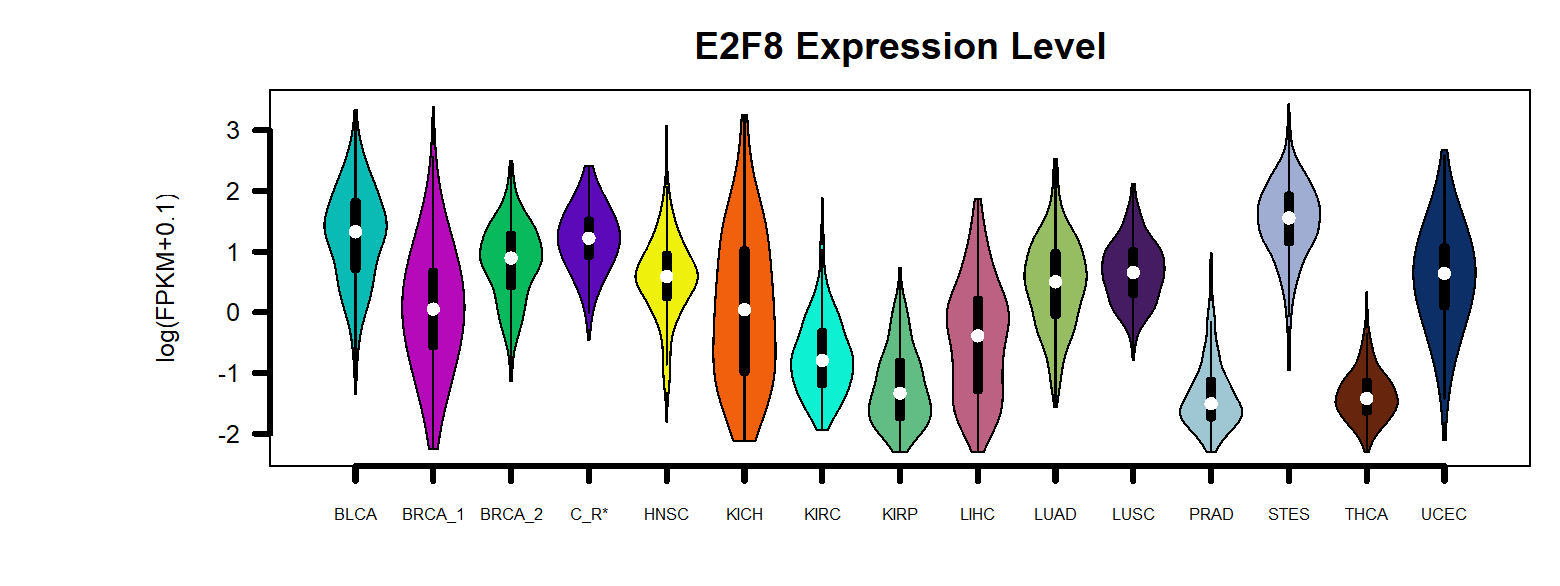 E2F8 Expression Level
log(FPKM+0.1)
3
2
1
0
-1
-2
BLCA BRCA_1 BRCA_2 C_R* HNSC KICH KIRC KIRP LIHC LUAD LUSC PRAD STES THCA UCEC